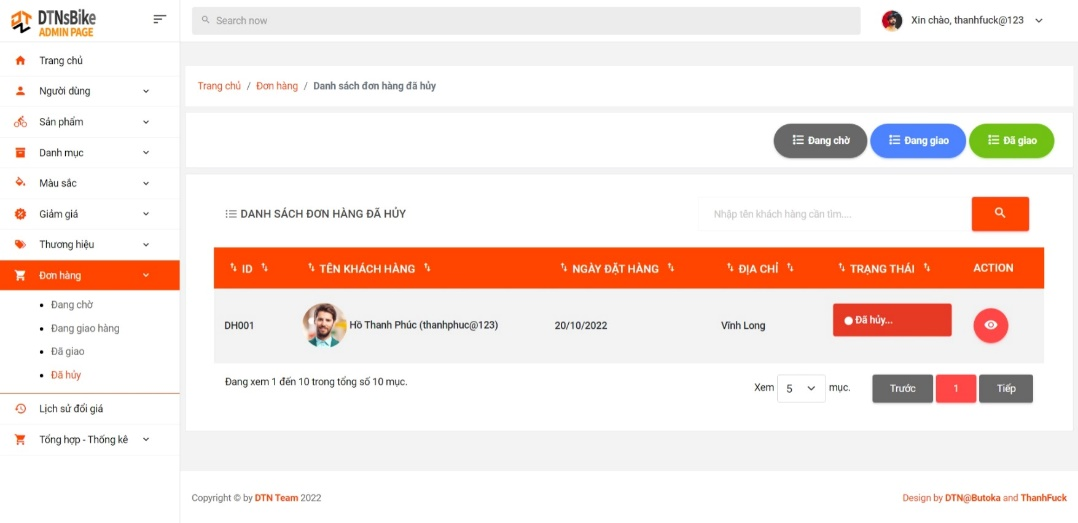 DTNsBike
ADMIN PAGE
Search now
Xin chào, thanhfuck@123
Trang chủ
Người dùng
Sản phẩm
Danh mục
Màu sắc
Giảm giá
Thương hiệu
Đơn hàng
Đang chờ
Đang giao hàng
Đã giao
Đã hủy
Lịch sử đổi giá
Tổng hợp - Thống kê
Trang chủ / Đơn hàng / Danh sách đơn hàng đã hủy
Đang chờ Đang giao Đã giao
DANH SÁCH ĐƠN HÀNG ĐÃ HỦY
Nhập tên khách hàng cần tìm....
ID TÊN KHÁCH HÀNG NGÀY ĐẶT HÀNG ĐỊA CHỈ TRẠNG THÁI ACTION
DH001 Hồ Thanh Phúc (thanhphuc@123) 20/10/2022 Vĩnh Long Đã hủy...
Đang xem 1 đến 10 trong tổng số 10 mục.
Xem 5 mục. Trước 1 Tiếp
Copyright © by DTN Team 2022
Design by DTN@Butoka and ThanhFuck